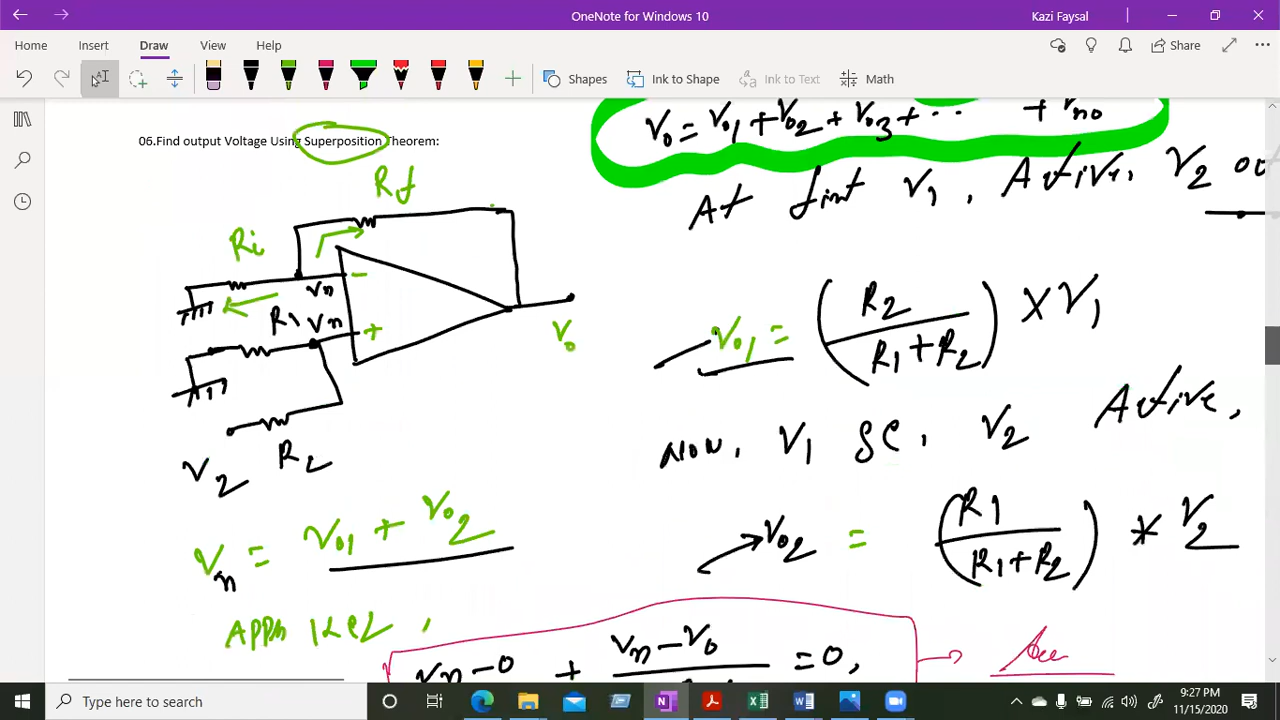 OneNote for Windows 10
Kazi Faysal
Home Insert Draw View Help
Share
Shapes Ink to Shape Ink to Text Math
V₀ = V₀₁ + V₀₂ + V₀₃ + .. + Vₙ₀
06.Find output Voltage Using Superposition Theorem:
At first V₁, Active, V₂
Rf
Ri
Vn
-
R1
Vn
+
V₀
V₂
R2
V₀₁ = (R2 / (R1+R2)) × V₁
Now, V₁ SC, V₂ Active,
V₀₂ = (R1 / (R1+R2)) * V₂
Vn = V₀₁ + V₀₂
KCL,
Vn-0 + Vn-V₀ = 0,
Type here to search
9:27 PM
11/15/2020